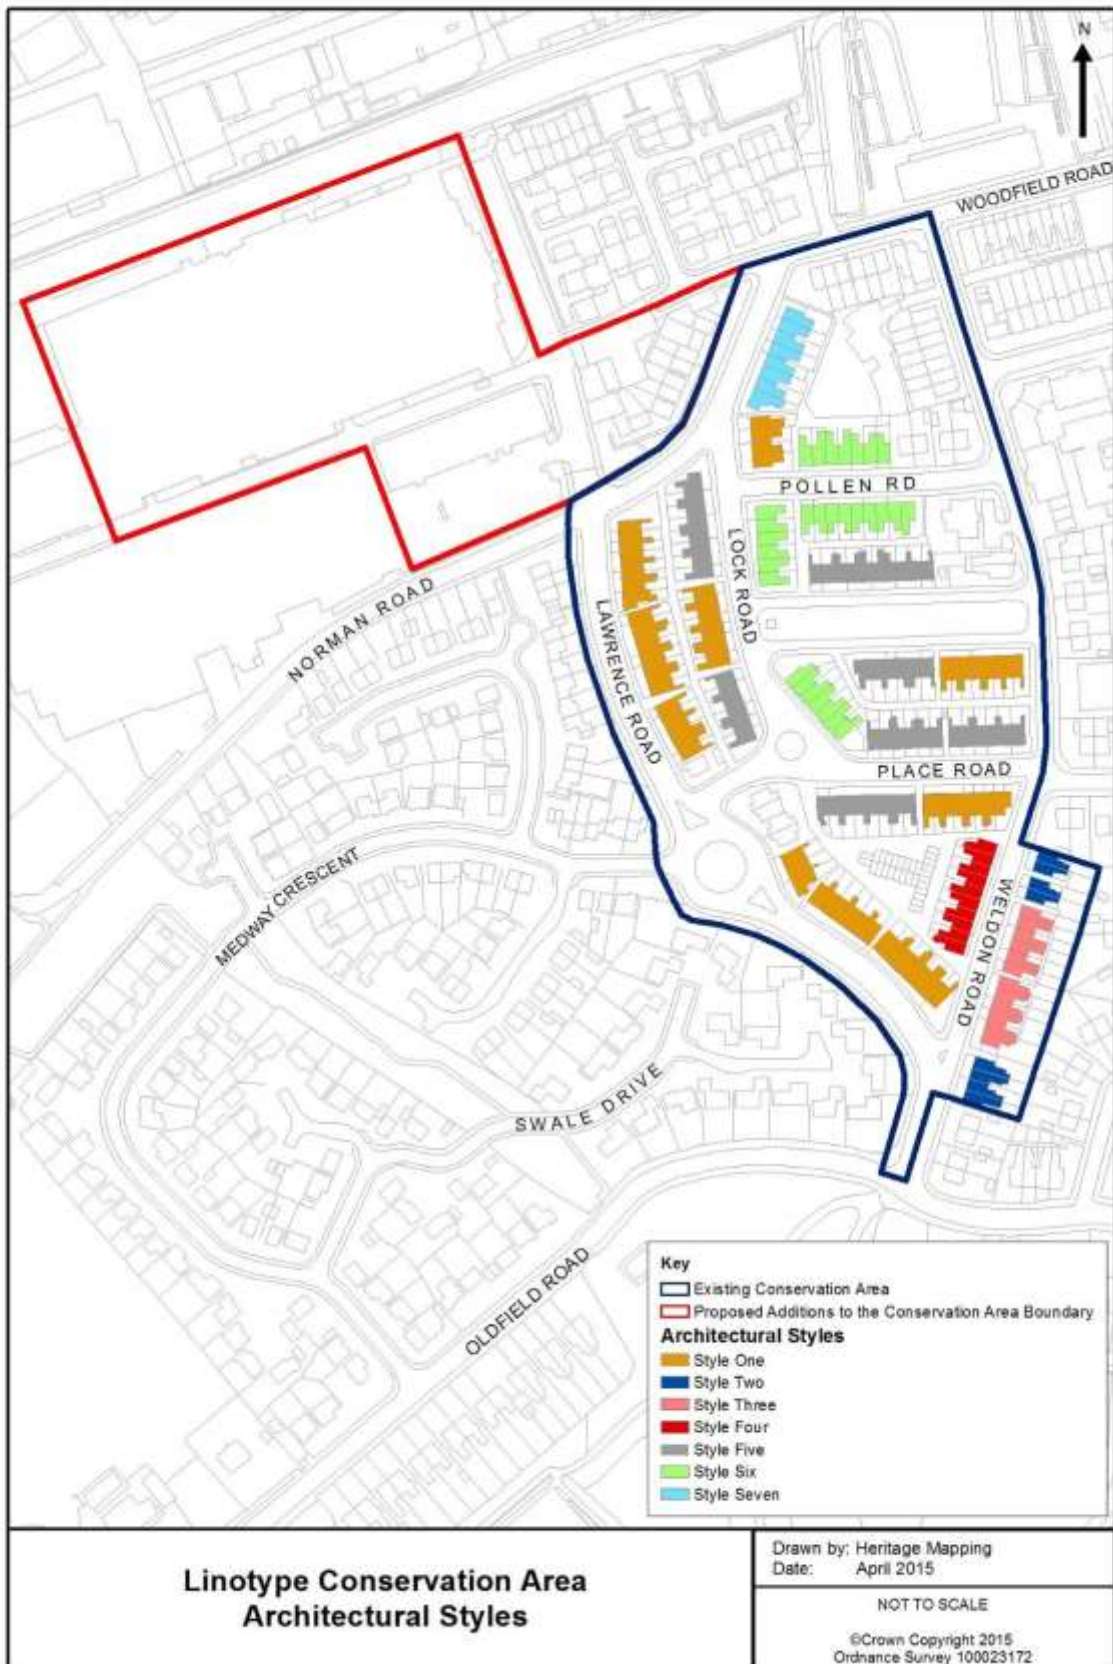 N
WOODFIELD ROAD
POLLEN RD
LOCK ROAD
NORMAN ROAD
LAWRENCE ROAD
PLACE ROAD
MEDWAY CRESCENT
WELDON ROAD
SWALE DRIVE
OLDFIELD ROAD
Key
Existing Conservation Area
Proposed Additions to the Conservation Area Boundary
Architectural Styles
Style One
Style Two
Style Three
Style Four
Style Five
Style Six
Style Seven
Linotype Conservation Area
Architectural Styles
Drawn by: Heritage Mapping
Date: April 2015
NOT TO SCALE
©Crown Copyright 2015
Ordnance Survey 100023172